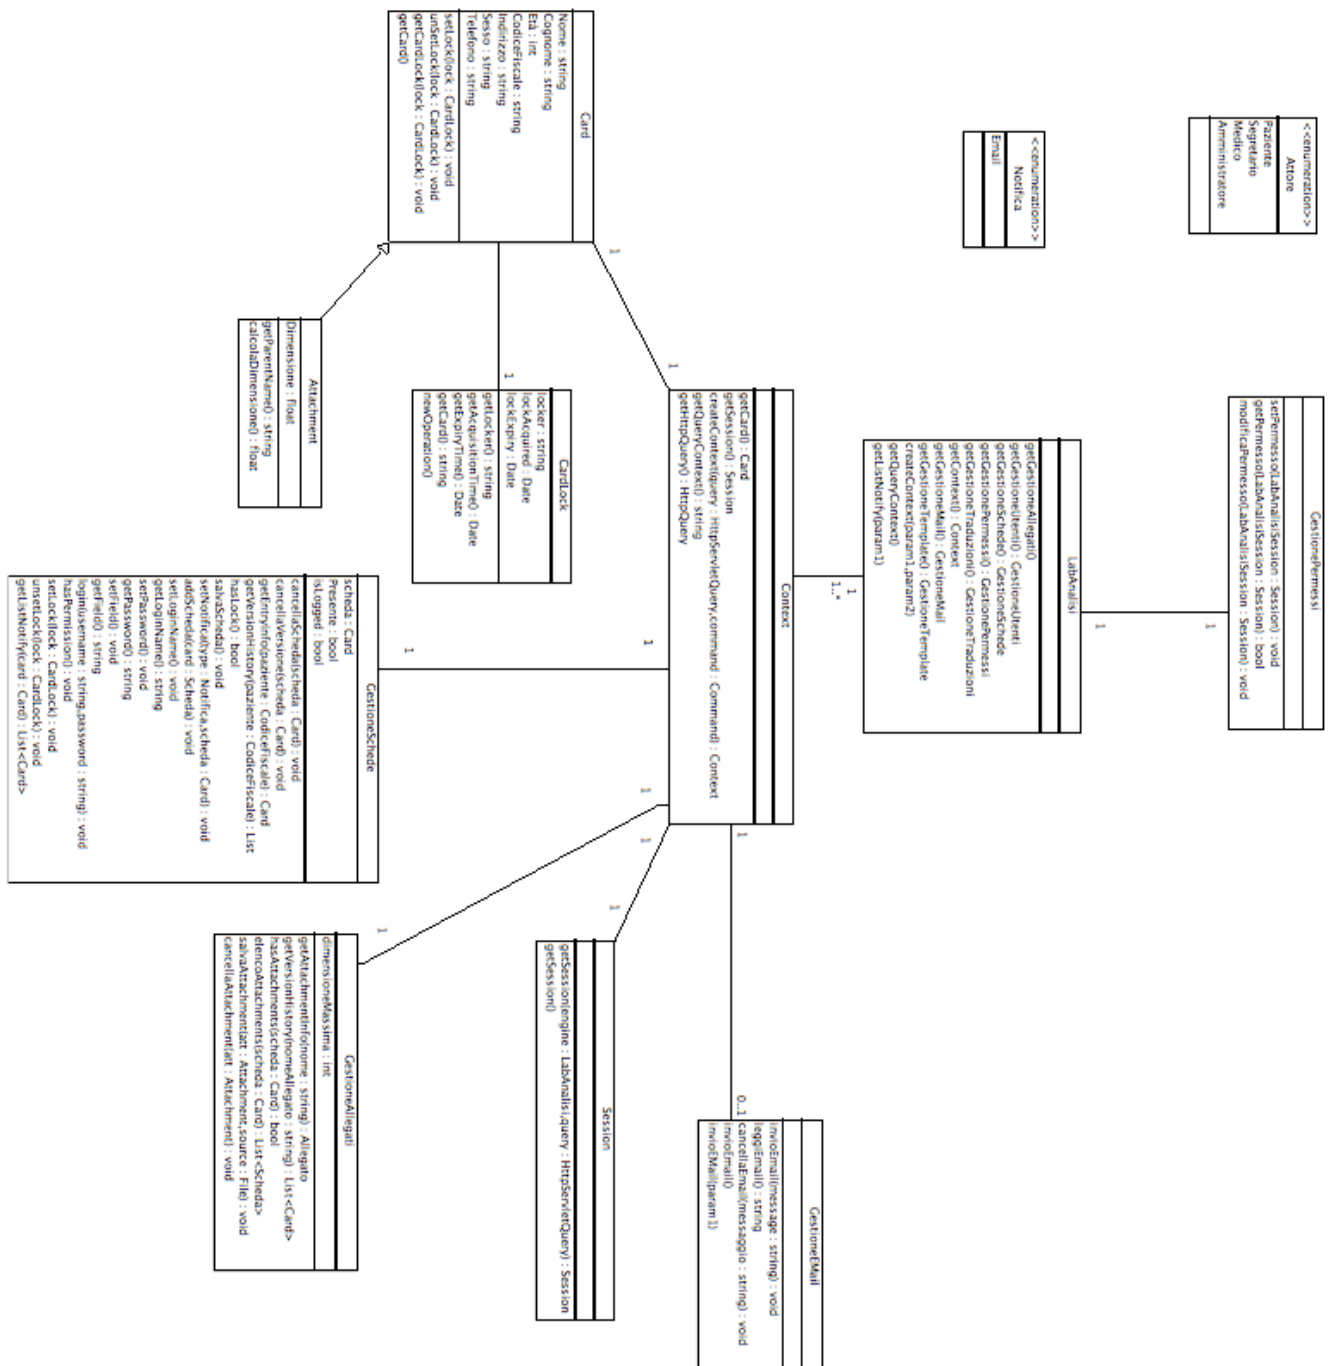 <<enumeration>>
Attore
Paziente
Segretario
Medico
Amministratore
<<enumeration>>
Notifica
Email
GestionePermessi
setPermesso(LabAnalisiSession : Session) : void
getPermesso(LabAnalisiSession : Session) : bool
modificaPermesso(LabAnalisiSession : Session) : void
1
1
LabAnalisi
getGestioneAllegati()
getGestioneUtenti() : GestioneUtenti
getGestioneSchede() : GestioneSchede
getGestionePermessi() : GestionePermessi
getGestioneTraduzioni() : GestioneTraduzioni
getContext() : Context
getGestioneMail() : GestioneMail
getGestioneTemplate() : GestioneTemplate
createContext(param1,param2)
getQueryContext()
getListNotify(param1)
1
1..*
Context
getCard() : Card
getSession() : Session
createContext(query : HttpServletQuery,command : Command) : Context
getQueryContext() : string
getHttpQuery() : HttpQuery
Card
Nome : string
Cognome : string
Età : int
CodiceFiscale : string
Indirizzo : string
Sesso : string
Telefono : string
setLock(lock : CardLock) : void
unSetLock(lock : CardLock) : void
getCardLock(lock : CardLock) : void
getCard()
1
1
CardLock
locker : string
lockAcquired : Date
lockExpiry : Date
getLocker() : string
getAcquisitionTime() : Date
getExpiryTime() : Date
getCard() : string
newOperation()
1
Attachment
Dimensione : float
getParentName() : string
calcolaDimensione() : float
GestioneSchede
scheda : Card
Presente : bool
isLogged : bool
cancellaScheda(scheda : Card) : void
cancellaVersione(scheda : Card) : void
getEntryInfo(paziente : CodiceFiscale) : Card
getVersionHistory(paziente : CodiceFiscale) : List
hasLock() : bool
salvaScheda() : void
setNotifica(type : Notifica,scheda : Card) : void
addScheda(card : Scheda) : void
setLoginName() : void
getLoginName() : string
setPassword() : void
getPassword() : string
setField() : void
getField() : string
login(username : string,password : string) : void
hasPermission() : void
setLock(lock : CardLock) : void
unsetLock(lock : CardLock) : void
getListNotify(card : Card) : List<Card>
1
1
GestioneAllegati
dimensioneMassima : int
getAttachmentInfo(nome : string) : Allegato
getVersionHistory(nomeAllegato : string) : List<Card>
hasAttachments(scheda : Card) : bool
elencoAttachments(scheda : Card) : List<Scheda>
salvaAttachment(att : Attachment,source : File) : void
cancellaAttachment(att : Attachment) : void
1
1
Session
getSession(engine : LabAnalisi,query : HttpServletQuery) : Session
getSession()
1
1
GestioneEMail
invioEmail(message : string) : void
leggiEmail() : string
cancellaEmail(messaggio : string) : void
invioEmail()
invioEMail(param1)
1
0..1